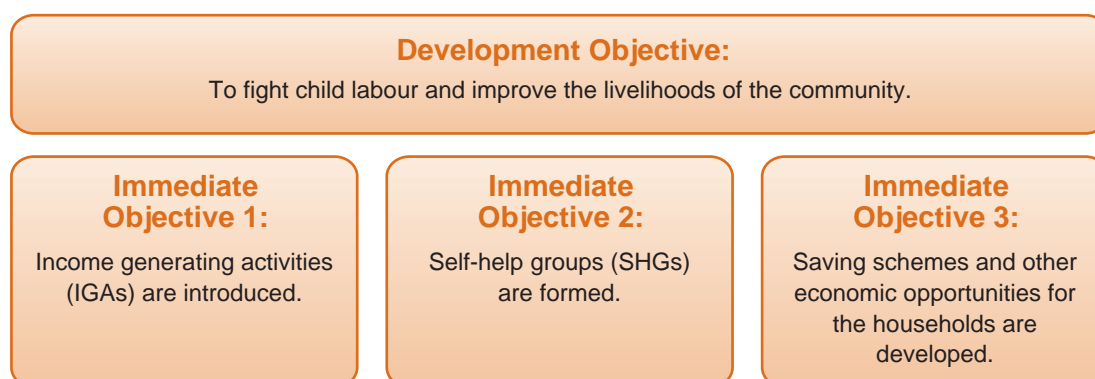 Development Objective:
To fight child labour and improve the livelihoods of the community.
Immediate
Objective 1:
Income generating activities
(IGAs) are introduced.
Immediate
Objective 2:
Self-help groups (SHGs)
are formed.
Immediate
Objective 3:
Saving schemes and other
economic opportunities for
the households are
developed.